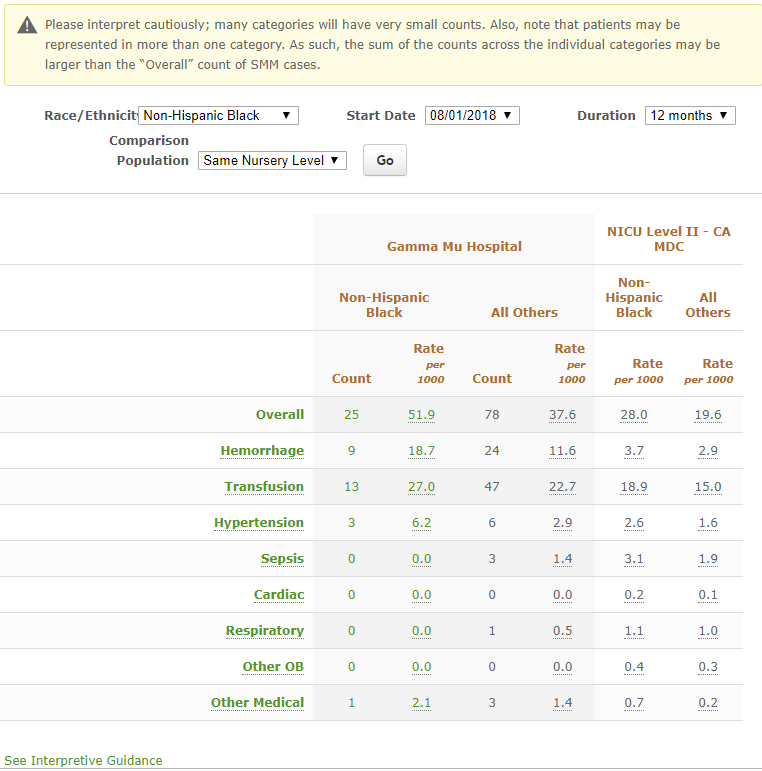 Please interpret cautiously; many categories will have very small counts. Also, note that patients may be
represented in more than one category. As such, the sum of the counts across the individual categories may be
larger than the “Overall” count of SMM cases.
Race/Ethnicit Non-Hispanic Black ▼ Start Date 08/01/2018 ▼ Duration 12 months ▼
Comparison
Population Same Nursery Level ▼ Go
Gamma Mu Hospital NICU Level II - CA
MDC
Non-Hispanic
Black All Others Non-
Hispanic
Black All
Others
Count Rate
per
1000 Count Rate
per
1000 Rate
per 1000 Rate
per 1000
Overall 25 51.9 78 37.6 28.0 19.6
Hemorrhage 9 18.7 24 11.6 3.7 2.9
Transfusion 13 27.0 47 22.7 18.9 15.0
Hypertension 3 6.2 6 2.9 2.6 1.6
Sepsis 0 0.0 3 1.4 3.1 1.9
Cardiac 0 0.0 0 0.0 0.2 0.1
Respiratory 0 0.0 1 0.5 1.1 1.0
Other OB 0 0.0 0 0.0 0.4 0.3
Other Medical 1 2.1 3 1.4 0.7 0.2
See Interpretive Guidance